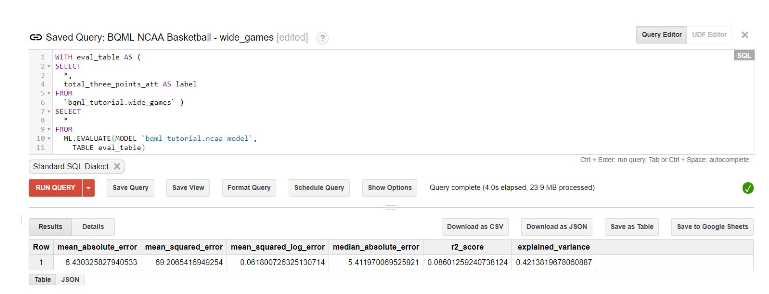 Saved Query: BQML NCAA Basketball - wide_games [edited] ?
Query Editor UDF Editor
SQL
1 WITH eval_table AS (
2 SELECT
3 *,
4 total_three_points_att AS label
5 FROM
6 `bqml_tutorial.wide_games` )
7 SELECT
8 *
9 FROM
10 ML.EVALUATE(MODEL `bqml_tutorial.ncaa_model`,
11 TABLE eval_table)
Ctrl + Enter: run query, Tab or Ctrl + Space: autocomplete.
Standard SQL Dialect
RUN QUERY Save Query Save View Format Query Schedule Query Show Options Query complete (4.0s elapsed, 23.9 MB processed)
Results Details Download as CSV Download as JSON Save as Table Save to Google Sheets
Row mean_absolute_error mean_squared_error mean_squared_log_error median_absolute_error r2_score explained_variance
1 6.430325827940533 69.2065416949254 0.061800726325130714 5.411970069525921 0.08601259240738124 0.4213819678060887
Table JSON